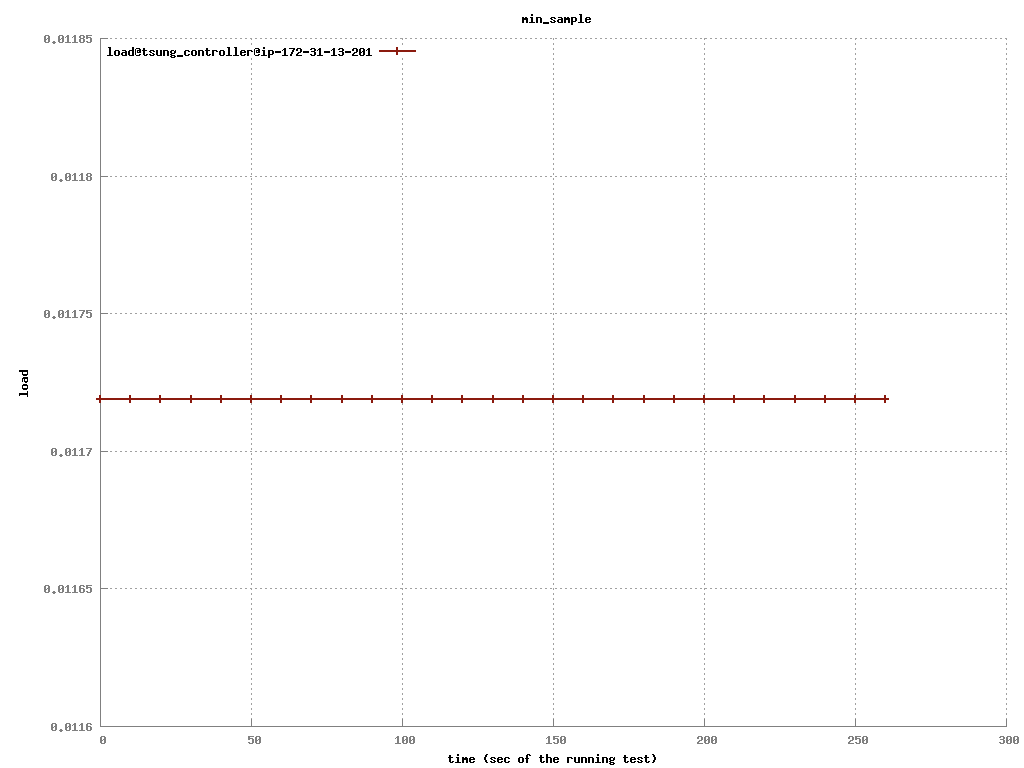 min_sample
0.01185
load@tsung_controller@ip-172-31-13-201
0.0118
0.01175
load
0.0117
0.01165
0.0116
0 50 100 150 200 250 300
time (sec of the running test)